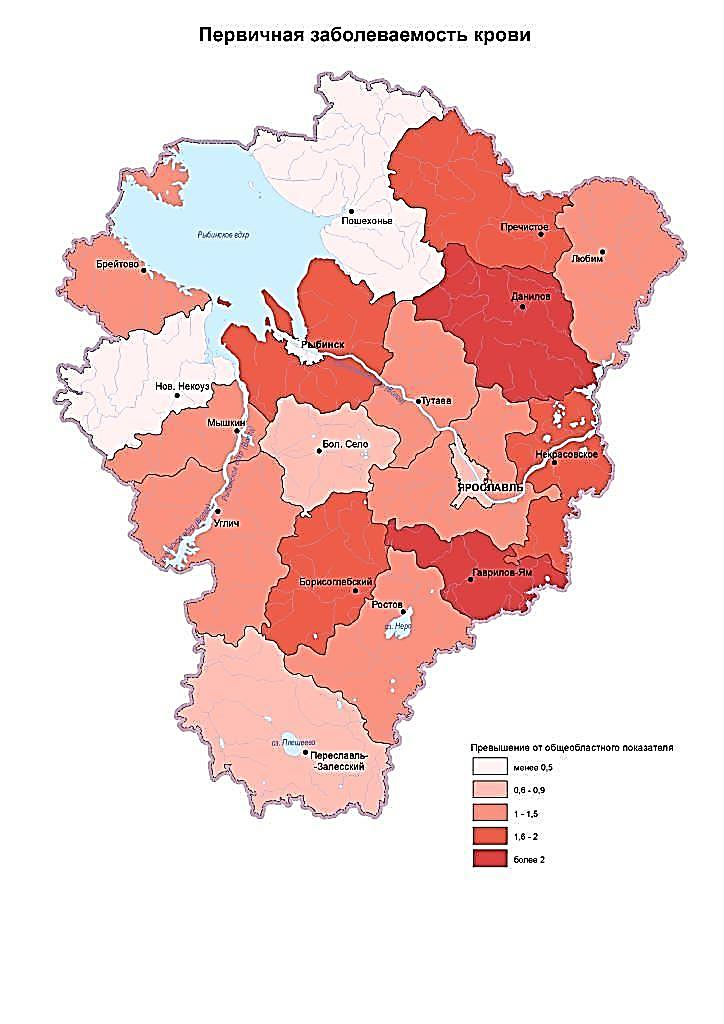 Первичная заболеваемость крови
Пошехонье
Пречистое
Рыбинское вдхр
Любим
Брейтово
Данилов
Рыбинск
Нов. Некоуз
Тутаев
Мышкин
Бол. Село
Некрасовское
ЯРОСЛАВЛЬ
Углич
Гаврилов-Ям
Борисоглебский
Ростов
оз. Неро
оз. Плещеево
Переславль-
-Залесский
Превышение от общеобластного показателя
менее 0,5
0,6 - 0,9
1 - 1,5
1,6 - 2
более 2